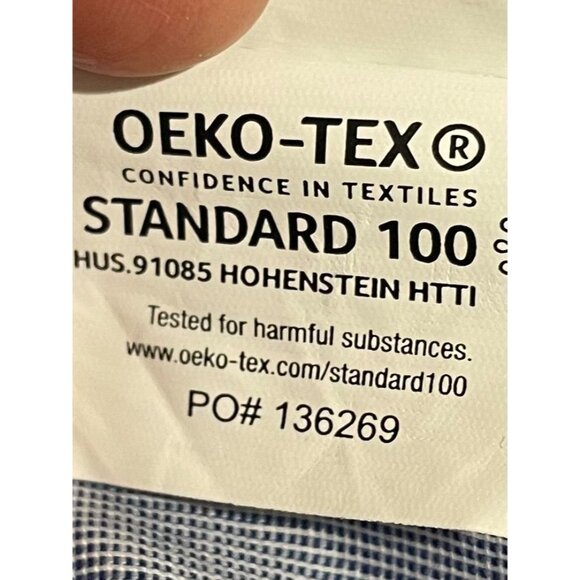 OEKO-TEX®
CONFIDENCE IN TEXTILES
STANDARD 100
HUS.91085 HOHENSTEIN HTTI
Tested for harmful substances.
www.oeko-tex.com/standard100
PO# 136269